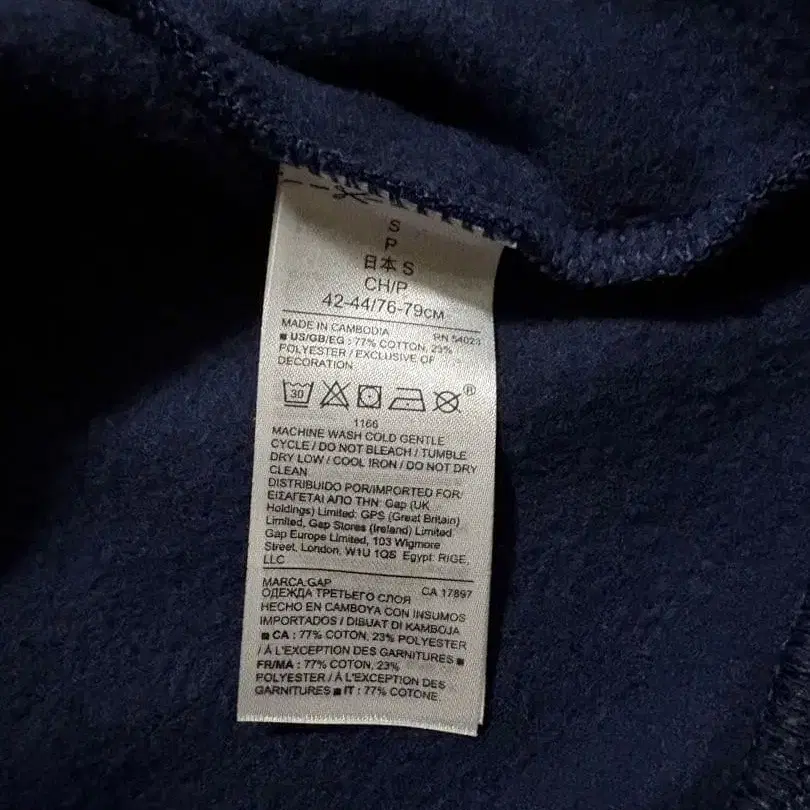 S
P
日本 S
CH/P
42-44/76-79см
MADE IN CAMBODIA RN 54023
■ US/GB/EG : 77% COTTON, 23%
POLYESTER / EXCLUSIVE OF
DECORATION
30 ®
1166
MACHINE WASH COLD GENTLE
CYCLE / DO NOT BLEACH / TUMBLE
DRY LOW / COOL IRON / DO NOT DRY
CLEAN
DISTRIBUIDO POR/IMPORTED FOR/
ΕΙΣΑΓΕΤΑΙ ΑΠΟ ΤΗΝ: Gap (UK
Holdings) Limited: GPS (Great Britain)
Limited, Gap Stores (Ireland) Limited
Gap Europe Limited, 103 Wigmore
Street, London, W1U 1QS Egypt: RIGE,
LLC
MARCA:GAP CA 17897
ОДЕЖДА ТРЕТЬЕГО СЛОЯ
HECHO EN CAMBOYA CON INSUMOS
IMPORTADOS / DIBUAT DI KAMBOJA
■ CA : 77% COTON, 23% POLYESTER
/ À L'EXCEPTION DES GARNITURES ■
FR/MA : 77% COTON, 23%
POLYESTER / À L'EXCEPTION DES
GARNITURES ■ IT : 77% COTONE,